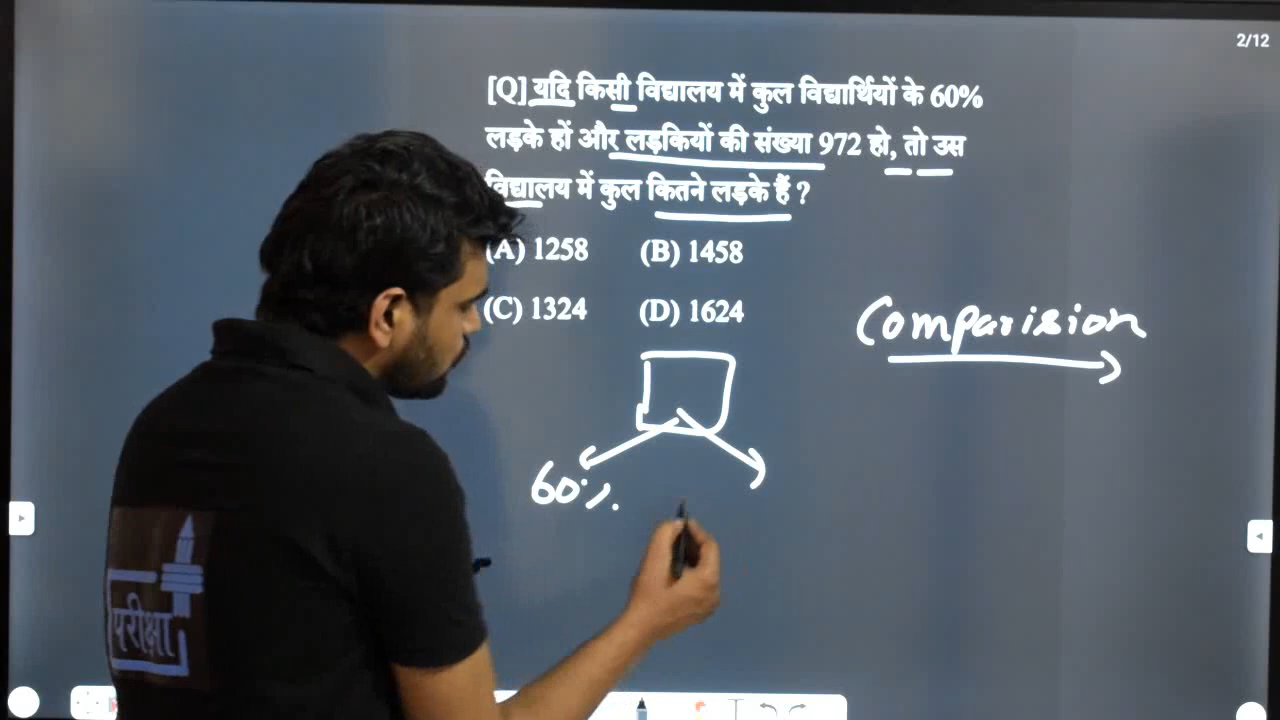 2/12
[Q] यदि किसी विद्यालय में कुल विद्यार्थियों के 60%
लड़के हों और लड़कियों की संख्या 972 हो, तो उस
विद्यालय में कुल कितने लड़के हैं ?
(A) 1258 (B) 1458
(C) 1324 (D) 1624
Comparision
60%.
परीक्षा